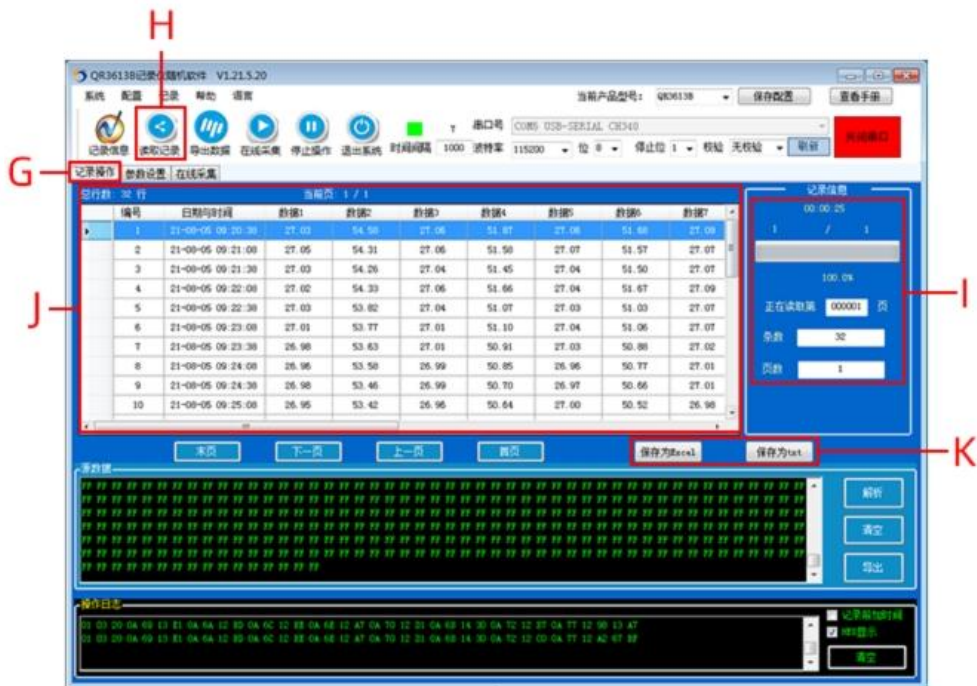 H
QR3613B记录仪随机软件 V1.21.5.20
系统 配置 记录 帮助 语言 当前产品型号： QR3613B 保存配置 查看手册
串口号 COM5 USB-SERIAL CH340 关闭串口
记录信息 读取记录 导出数据 在线采集 停止操作 退出系统 时间间隔 1000 波特率 115200 位 8 停止位 1 校验 无校验 刷新
G
记录操作 参数设置 在线采集
总行数: 32 行 当前页: 1 / 1 记录信息
编号 日期与时间 数据1 数据2 数据3 数据4 数据5 数据6 数据7 00:00:25
1 21-08-05 09:20:38 27.03 54.58 27.06 51.87 27.08 51.68 27.08 1 / 1
2 21-08-05 09:21:08 27.05 54.31 27.06 51.58 27.07 51.57 27.07
3 21-08-05 09:21:38 27.03 54.26 27.04 51.45 27.04 51.50 27.07 100.0%
4 21-08-05 09:22:08 27.02 54.33 27.06 51.66 27.04 51.67 27.09
I
J
5 21-08-05 09:22:38 27.03 53.82 27.04 51.07 27.03 51.03 27.07 正在读取第 000001 页
6 21-08-05 09:23:08 27.01 53.77 27.01 51.10 27.04 51.06 27.07
7 21-08-05 09:23:38 26.98 53.63 27.01 50.91 27.03 50.88 27.02 条数 32
8 21-08-05 09:24:08 26.96 53.58 26.99 50.85 26.96 50.77 27.01 页数 1
9 21-08-05 09:24:38 26.98 53.46 26.99 50.70 26.97 50.66 27.01
10 21-08-05 09:25:08 26.95 53.42 26.96 50.64 27.00 50.52 26.98
末页 下一页 上一页 首页 保存为Excel 保存为txt
K
源数据
解析
清空
导出
操作日志
记录前加时间
HEX显示
清空